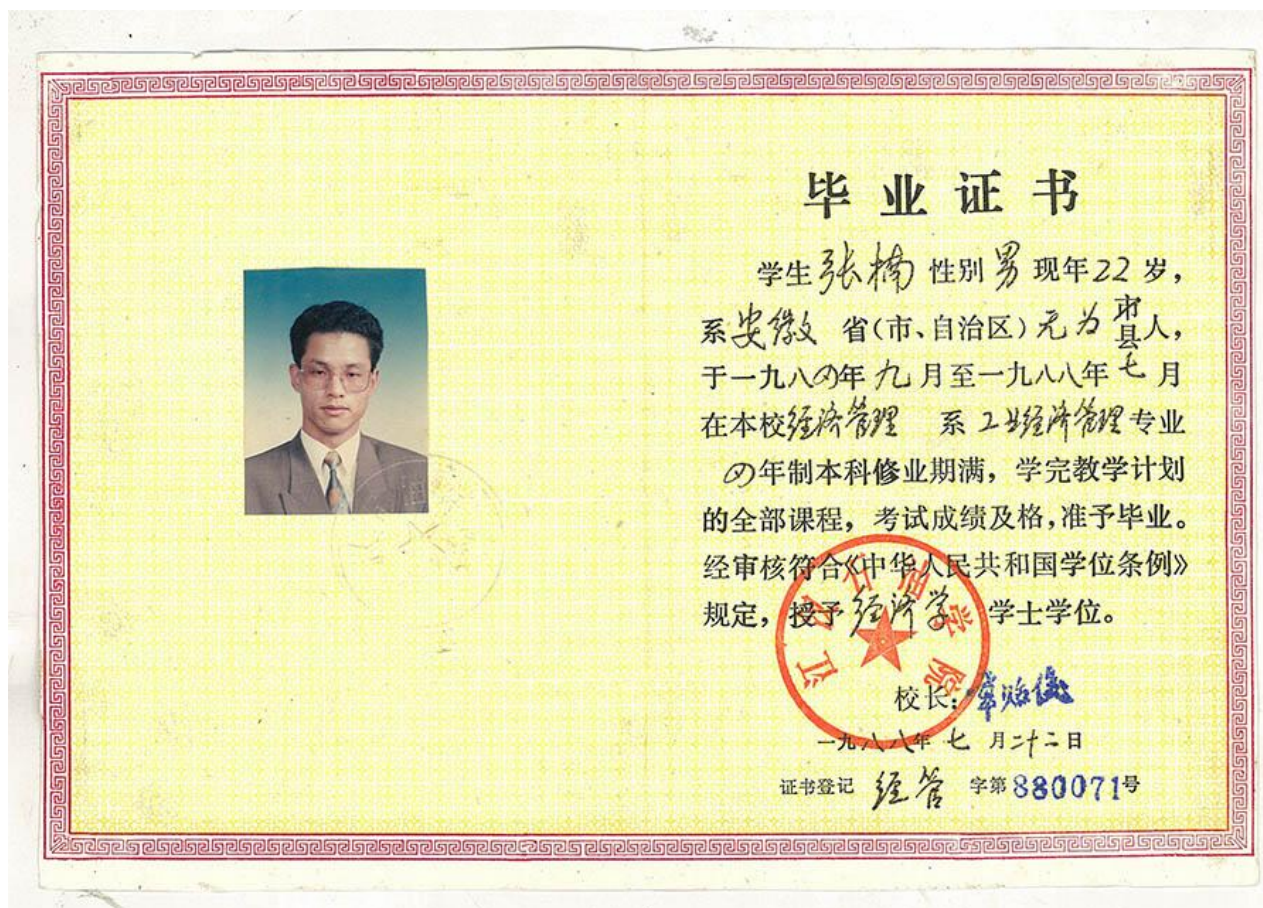 毕业证书
学生张楠性别男现年22岁，
系安徽 省(市、自治区)无为市县人，
于一九八四年九月至一九八八年七月
在本校经济管理 系工业经济管理专业
四年制本科修业期满，学完教学计划
的全部课程，考试成绩及格，准予毕业。
经审核符合《中华人民共和国学位条例》
规定，授予经济学 学士学位。
江汉石油学院
校长：
一九八八年七月二十二日
证书登记 经管 字第880071号